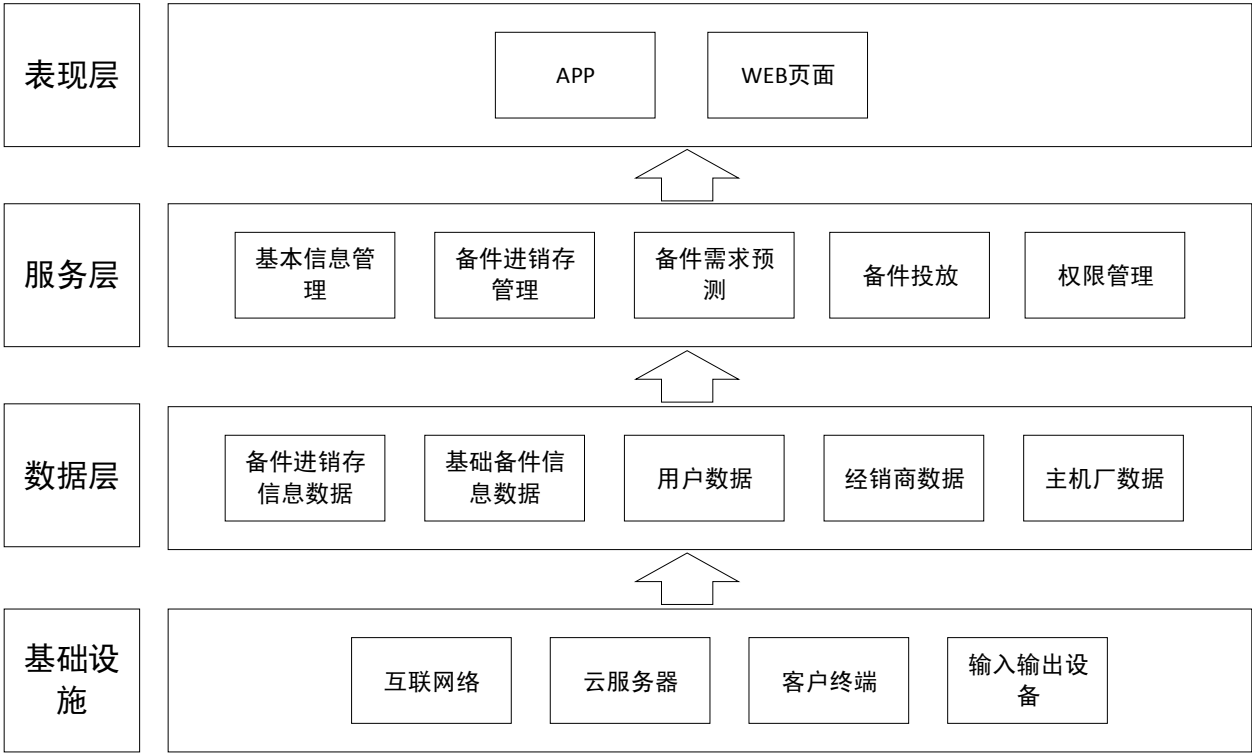 表现层
APP
WEB页面
服务层
基本信息管
理
备件进销存
管理
备件需求预
测
备件投放
权限管理
数据层
备件进销存
信息数据
基础备件信
息数据
用户数据
经销商数据
主机厂数据
基础设
施
互联网络
云服务器
客户终端
输入输出设
备